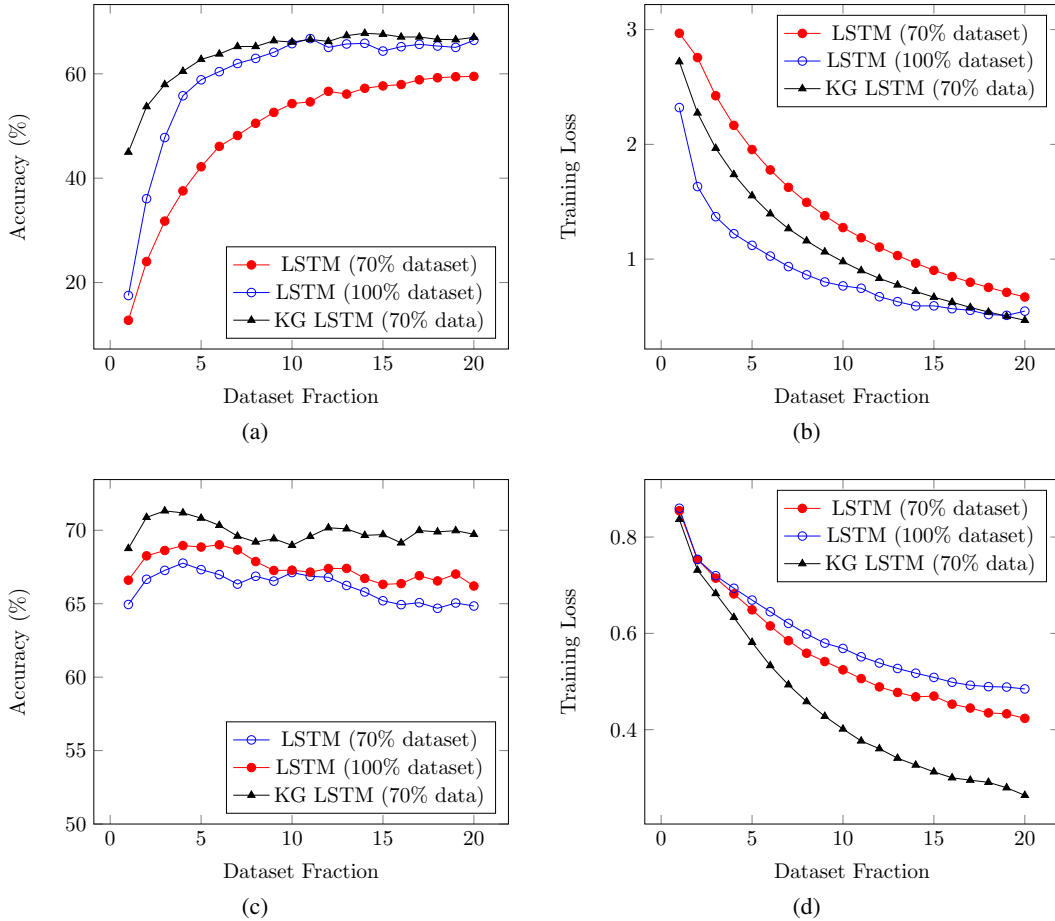 60
40
20
0
5
10
15
20
Accuracy (%)
Dataset Fraction
LSTM (70% dataset)
LSTM (100% dataset)
KG LSTM (70% data)
(a)
3
2
1
0
5
10
15
20
Training Loss
Dataset Fraction
LSTM (70% dataset)
LSTM (100% dataset)
KG LSTM (70% data)
(b)
70
65
60
55
50
0
5
10
15
20
Accuracy (%)
Dataset Fraction
LSTM (70% dataset)
LSTM (100% dataset)
KG LSTM (70% data)
(c)
0.8
0.6
0.4
0
5
10
15
20
Training Loss
Dataset Fraction
LSTM (70% dataset)
LSTM (100% dataset)
KG LSTM (70% data)
(d)